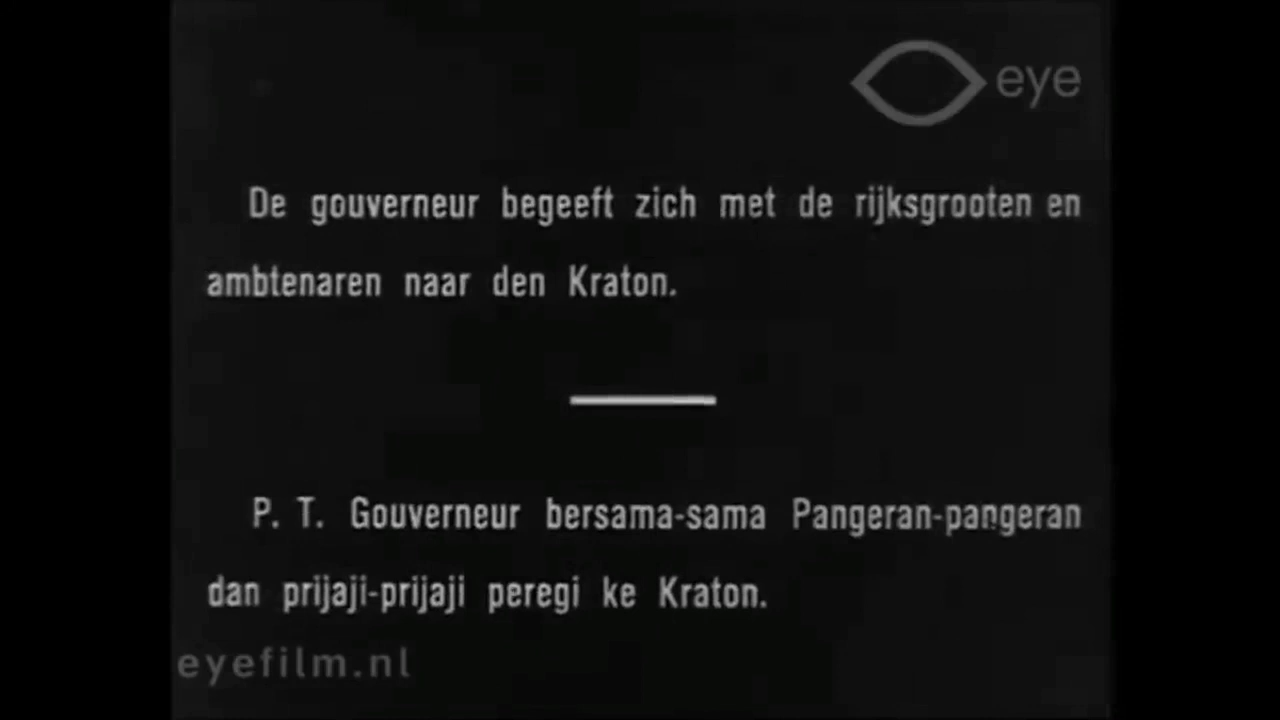 eye
De gouverneur begeeft zich met de rijksgrooten en
ambtenaren naar den Kraton.
P. T. Gouverneur bersama-sama Pangeran-pangeran
dan prijaji-prijaji peregi ke Kraton.
eyefilm.nl